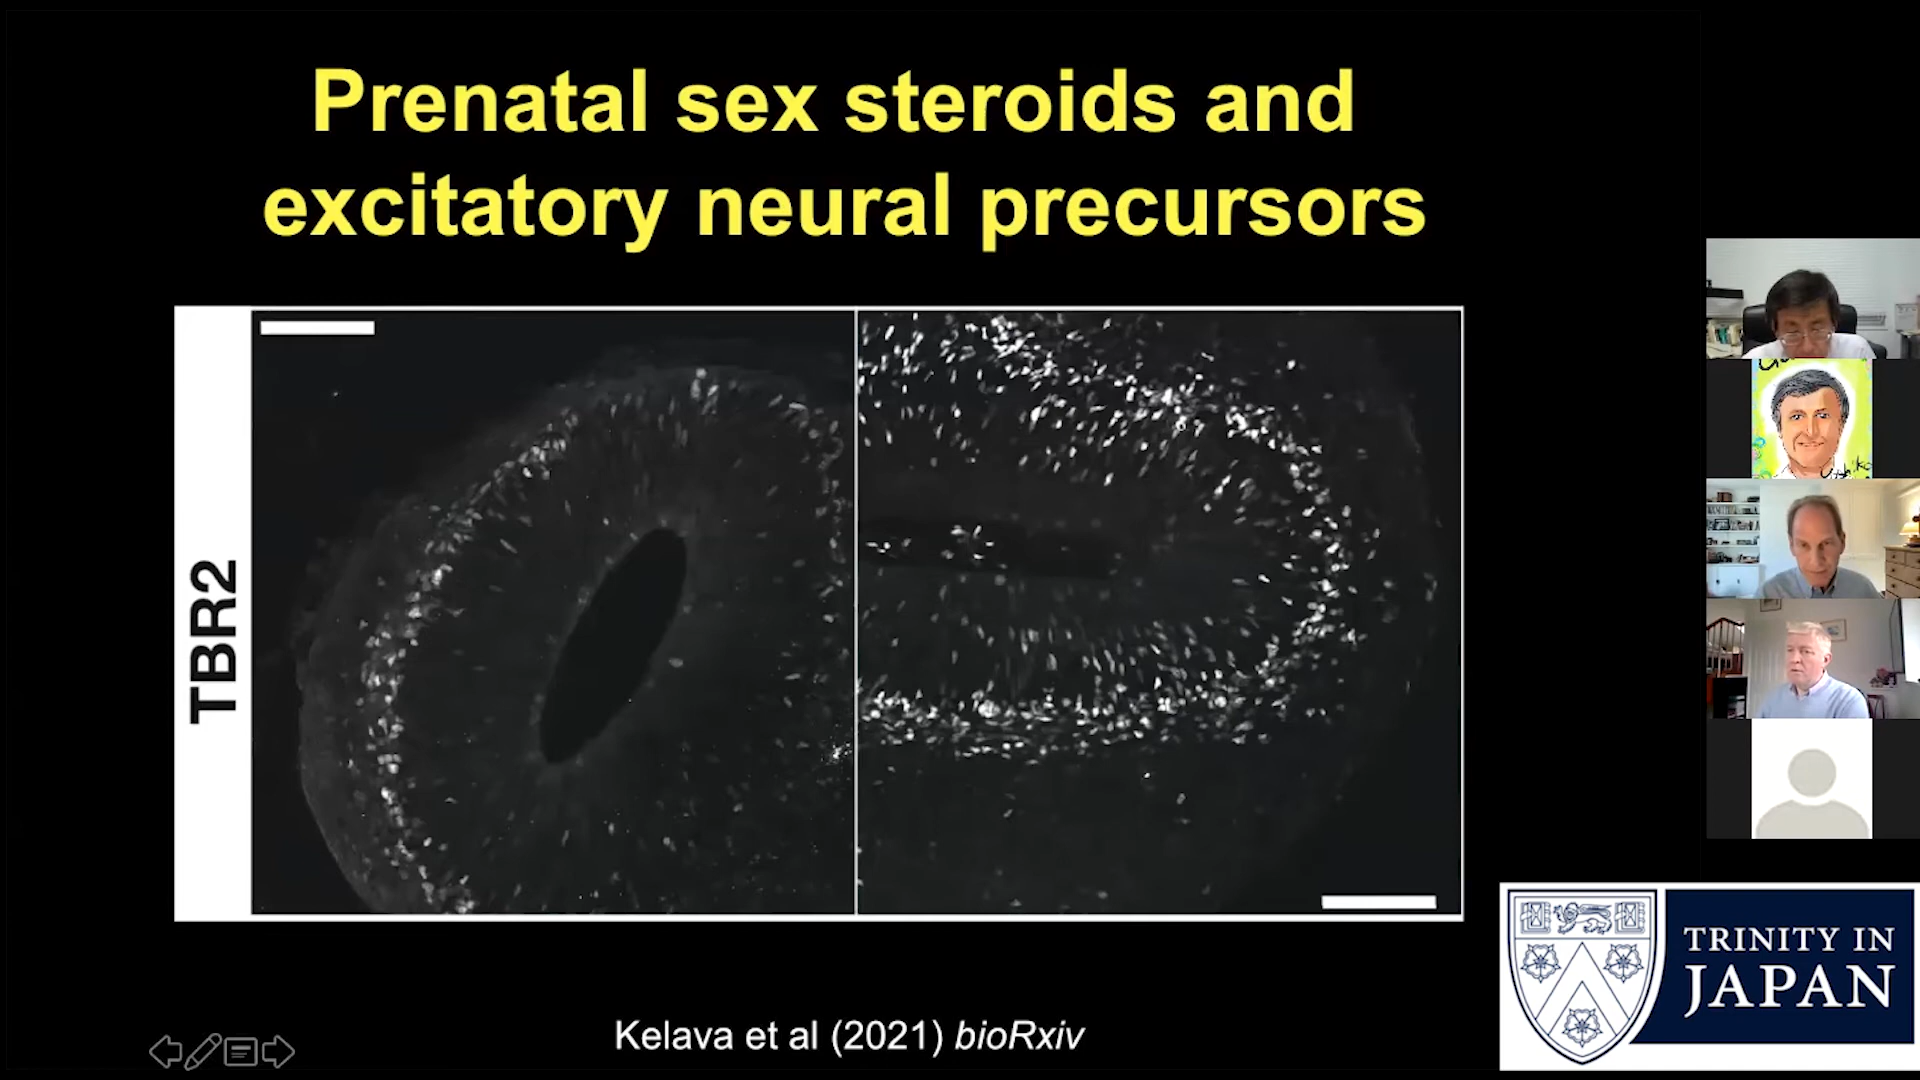 Prenatal sex steroids and
excitatory neural precursors
TBR2
Kelava et al (2021) bioRxiv
TRINITY IN
JAPAN